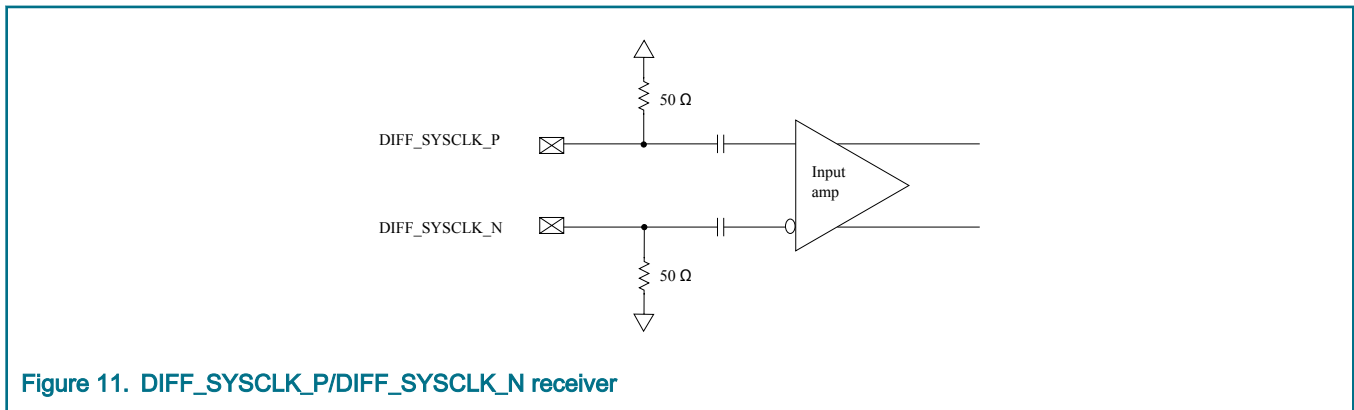 50 Ω
DIFF_SYSCLK_P
Input
amp
DIFF_SYSCLK_N
50 Ω
Figure 11. DIFF_SYSCLK_P/DIFF_SYSCLK_N receiver